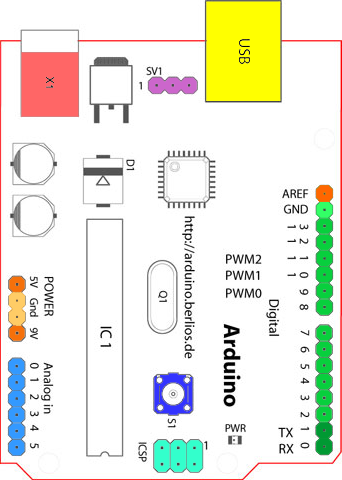 X1
USB
SV1
1
D1
http://arduino.berlios.de
AREF
GND
1 3
1 2
1 1
PWM2 1 0
PWM1 9
PWM0 8
Digital
7
6
5
4
3
2
TX 1
RX 0
POWER
5V
Gnd
9V
IC 1
Q1
Arduino
Analog in
0
1
2
3
4
5
S1
PWR
ICSP
1